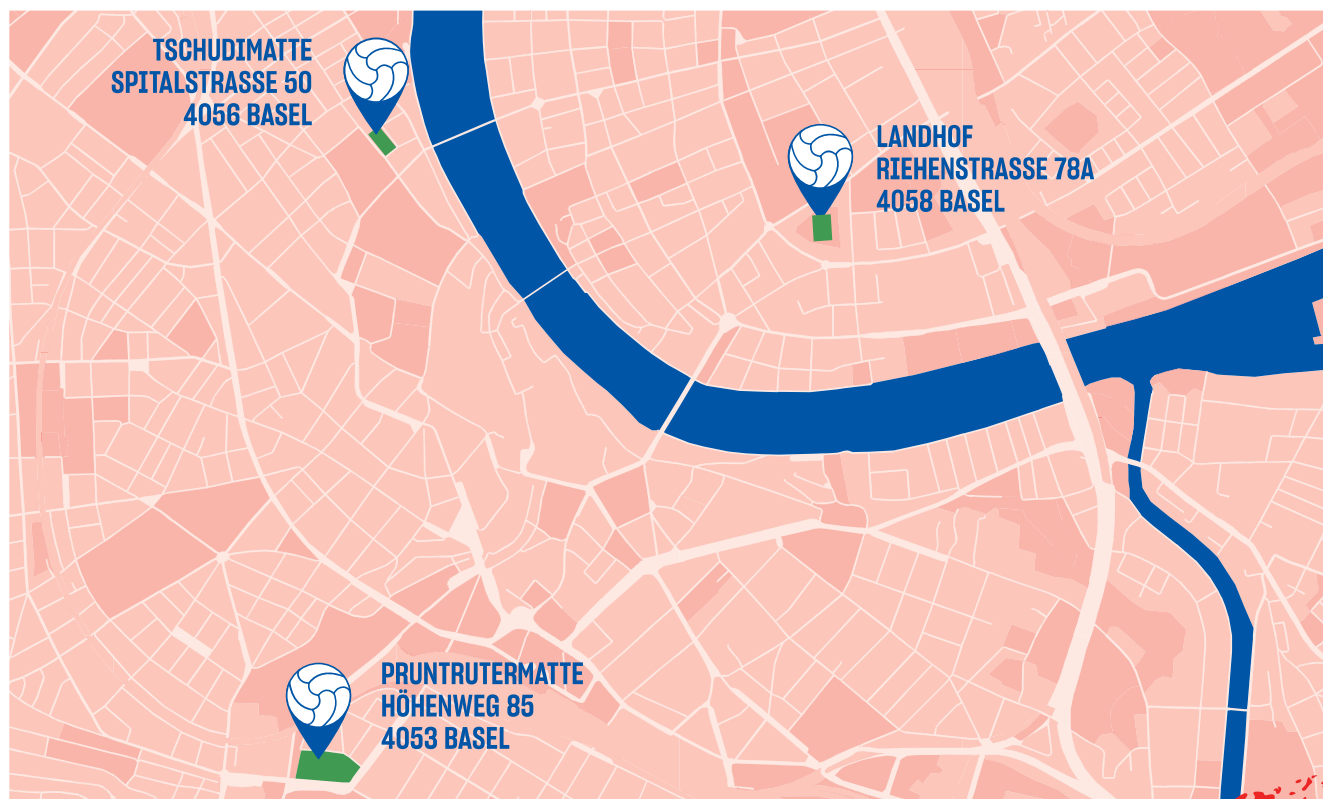 TSCHUDIMATTE
SPITALSTRASSE 50
4056 BASEL
LANDHOF
RIEHENSTRASSE 78A
4058 BASEL
PRUNTRUTERMATTE
HÖHENWEG 85
4053 BASEL